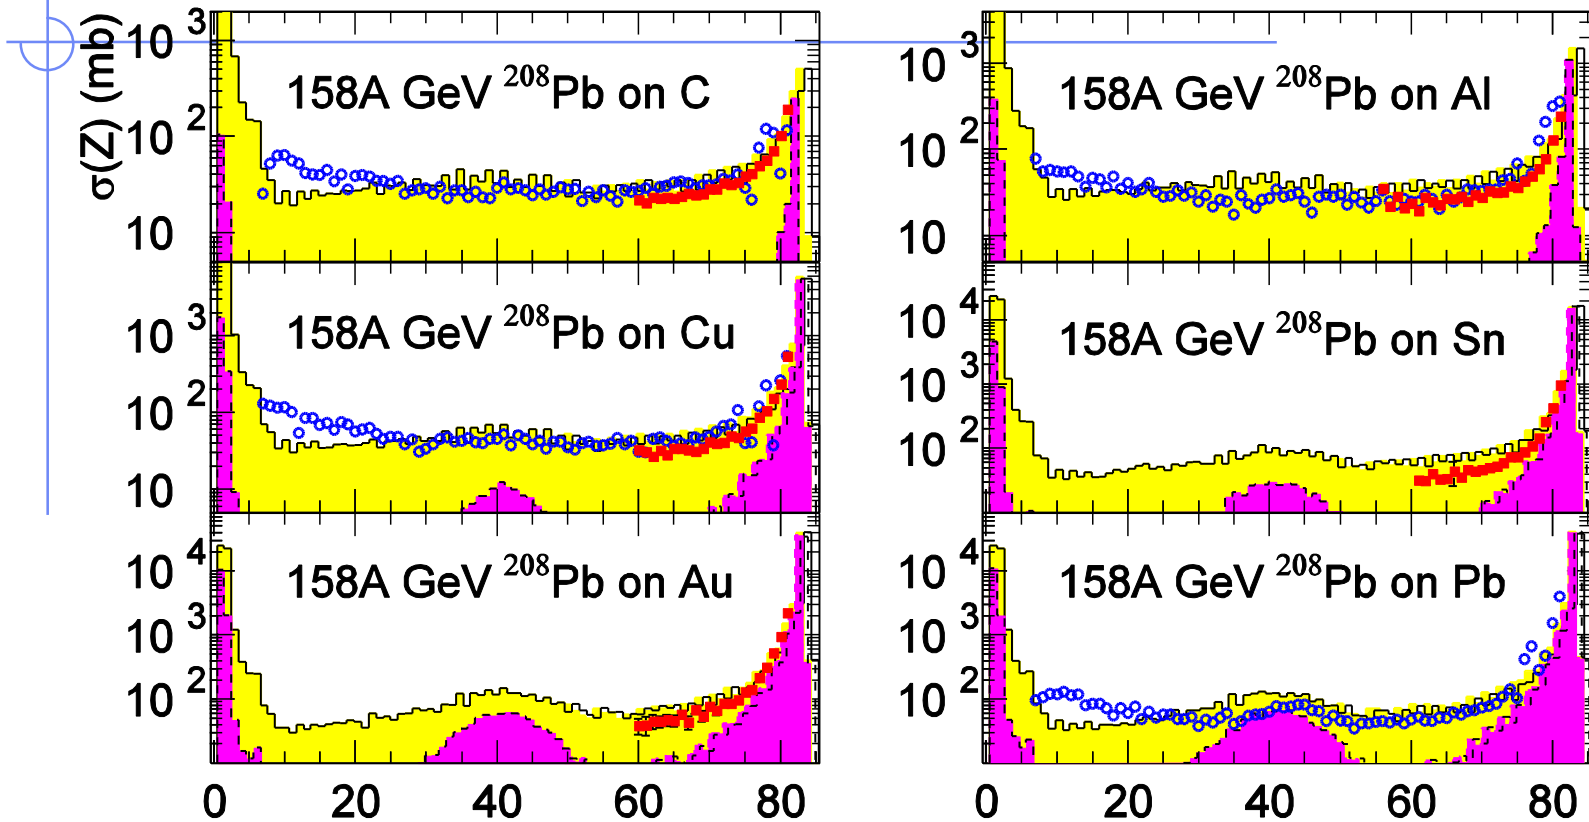 σ(Z) (mb)
10 3
10 2
10
158A GeV 208Pb on C
10 3
10 2
10
158A GeV 208Pb on Al
10 3
10 2
10
158A GeV 208Pb on Cu
10 4
10 3
10 2
158A GeV 208Pb on Sn
10 4
10 3
10 2
158A GeV 208Pb on Au
10 4
10 3
10 2
158A GeV 208Pb on Pb
0 20 40 60 80
0 20 40 60 80